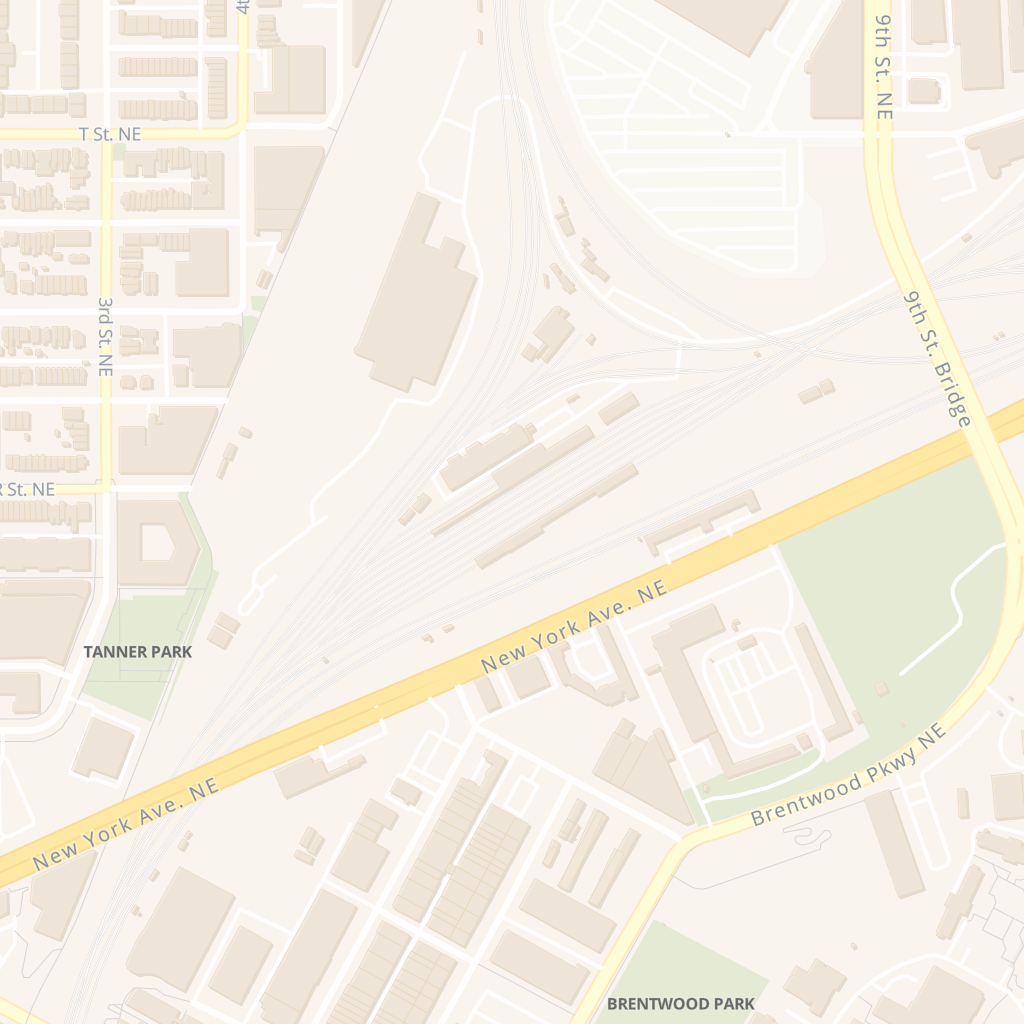 4t
9th St. NE
T St. NE
3rd St. NE
9th St. Bridge
R St. NE
New York Ave. NE
TANNER PARK
New York Ave. NE
Brentwood Pkwy NE
BRENTWOOD PARK